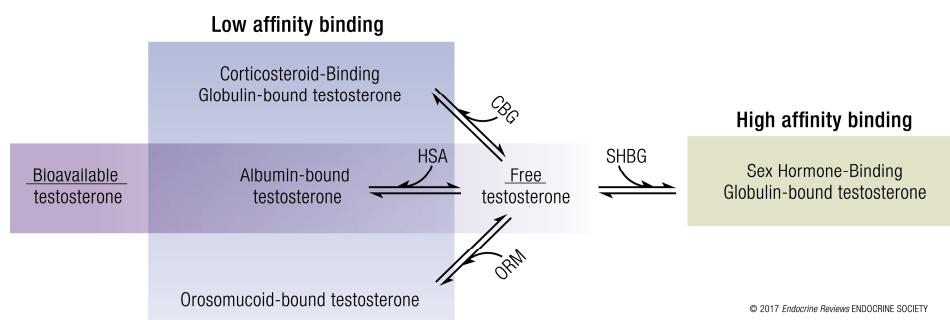 Low affinity binding
Corticosteroid-Binding
Globulin-bound testosterone
CBG
High affinity binding
Bioavailable
testosterone
Albumin-bound
testosterone
HSA
Free
testosterone
SHBG
Sex Hormone-Binding
Globulin-bound testosterone
ORM
Orosomucoid-bound testosterone
© 2017 Endocrine Reviews ENDOCRINE SOCIETY